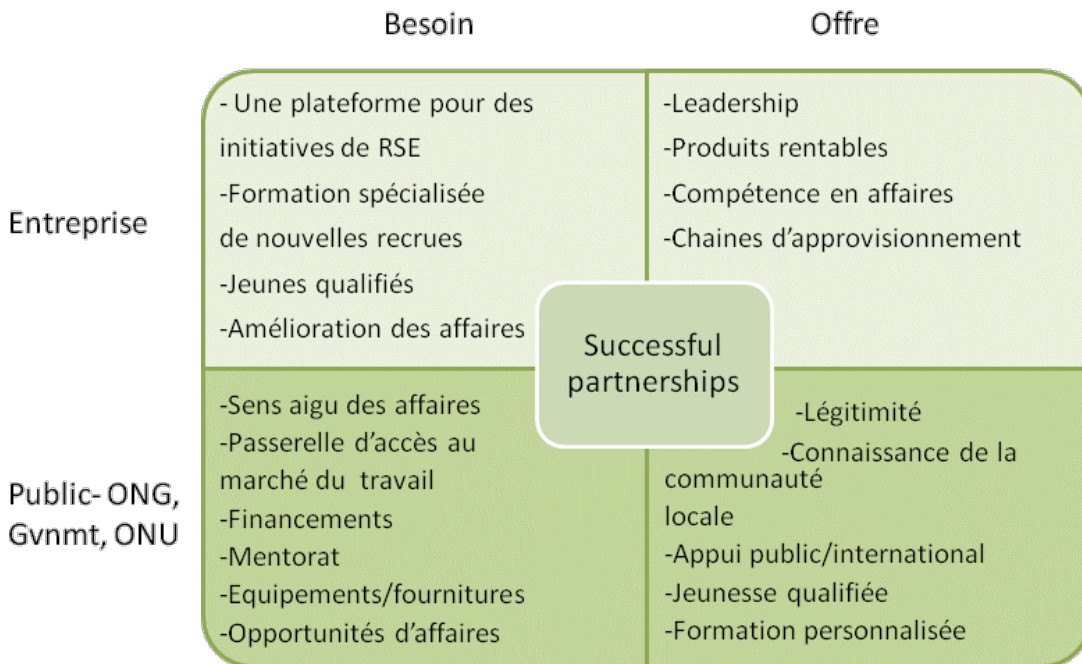 Besoin
Offre
Entreprise
- Une plateforme pour des
initiatives de RSE
-Formation spécialisée
de nouvelles recrues
-Jeunes qualifiés
-Amélioration des affaires
-Leadership
-Produits rentables
-Compétence en affaires
-Chaines d'approvisionnement
Successful
partnerships
Public- ONG,
Gvnmt, ONU
-Sens aigu des affaires
-Passerelle d'accès au
marché du travail
-Financements
-Mentorat
-Equipements/fournitures
-Opportunités d'affaires
-Légitimité
-Connaissance de la
communauté
locale
-Appui public/international
-Jeunesse qualifiée
-Formation personnalisée